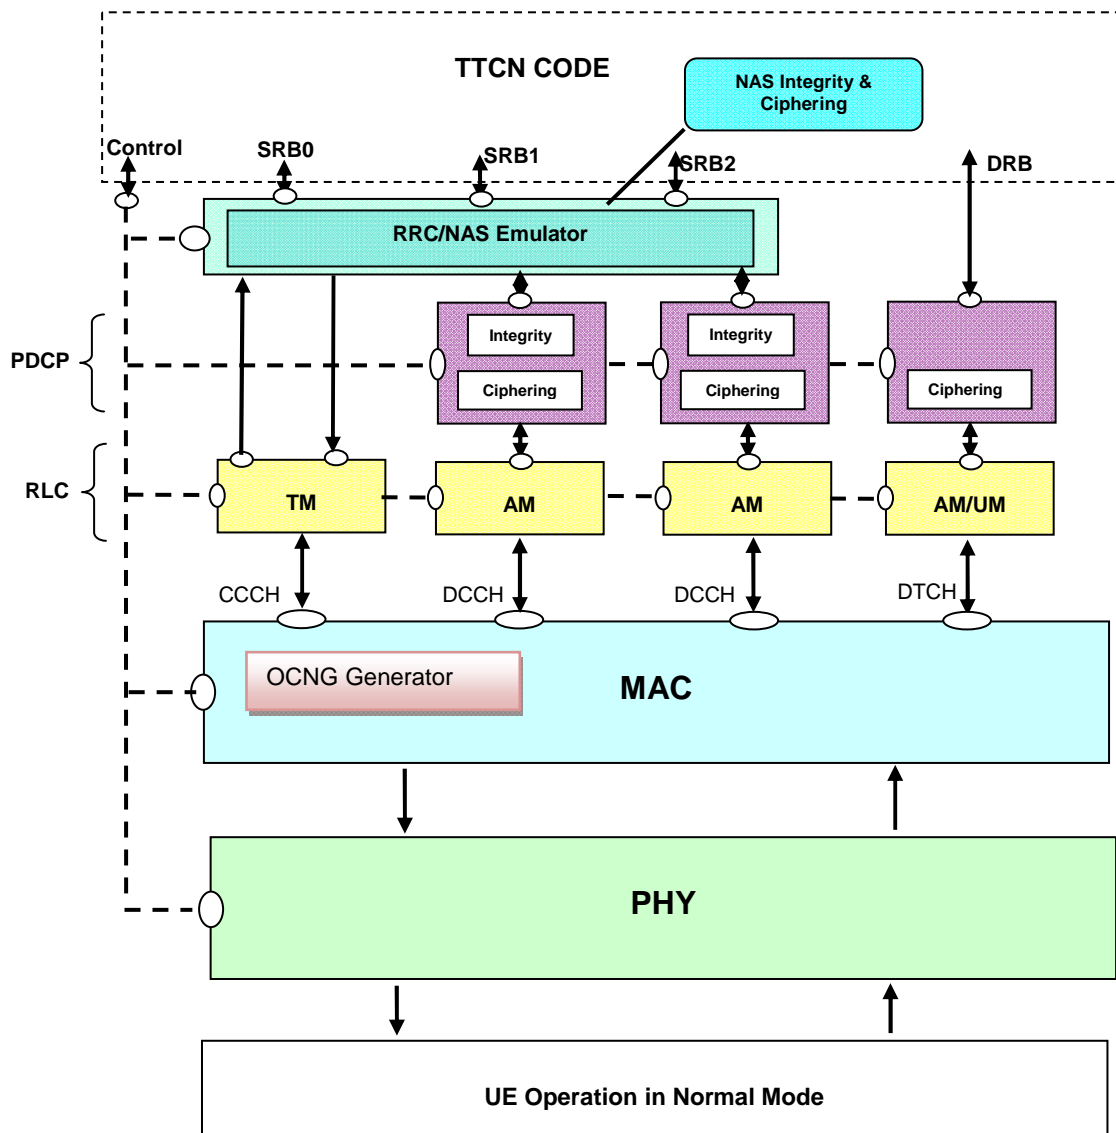 TTCN CODE
NAS Integrity &
Ciphering
Control
SRB0
SRB1
SRB2
DRB
RRC/NAS Emulator
PDCP
Integrity
Ciphering
Integrity
Ciphering
Ciphering
RLC
TM
AM
AM
AM/UM
CCCH
DCCH
DCCH
DTCH
OCNG Generator
MAC
PHY
UE Operation in Normal Mode